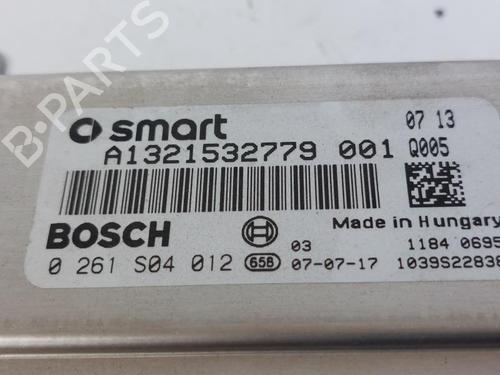 smart
07 13
A1321532779 001 Q005
BOSCH
03
Made in Hungary
1184 0695
0 261 S04 012 658 07-07-17 1039S22838
B-PARTS